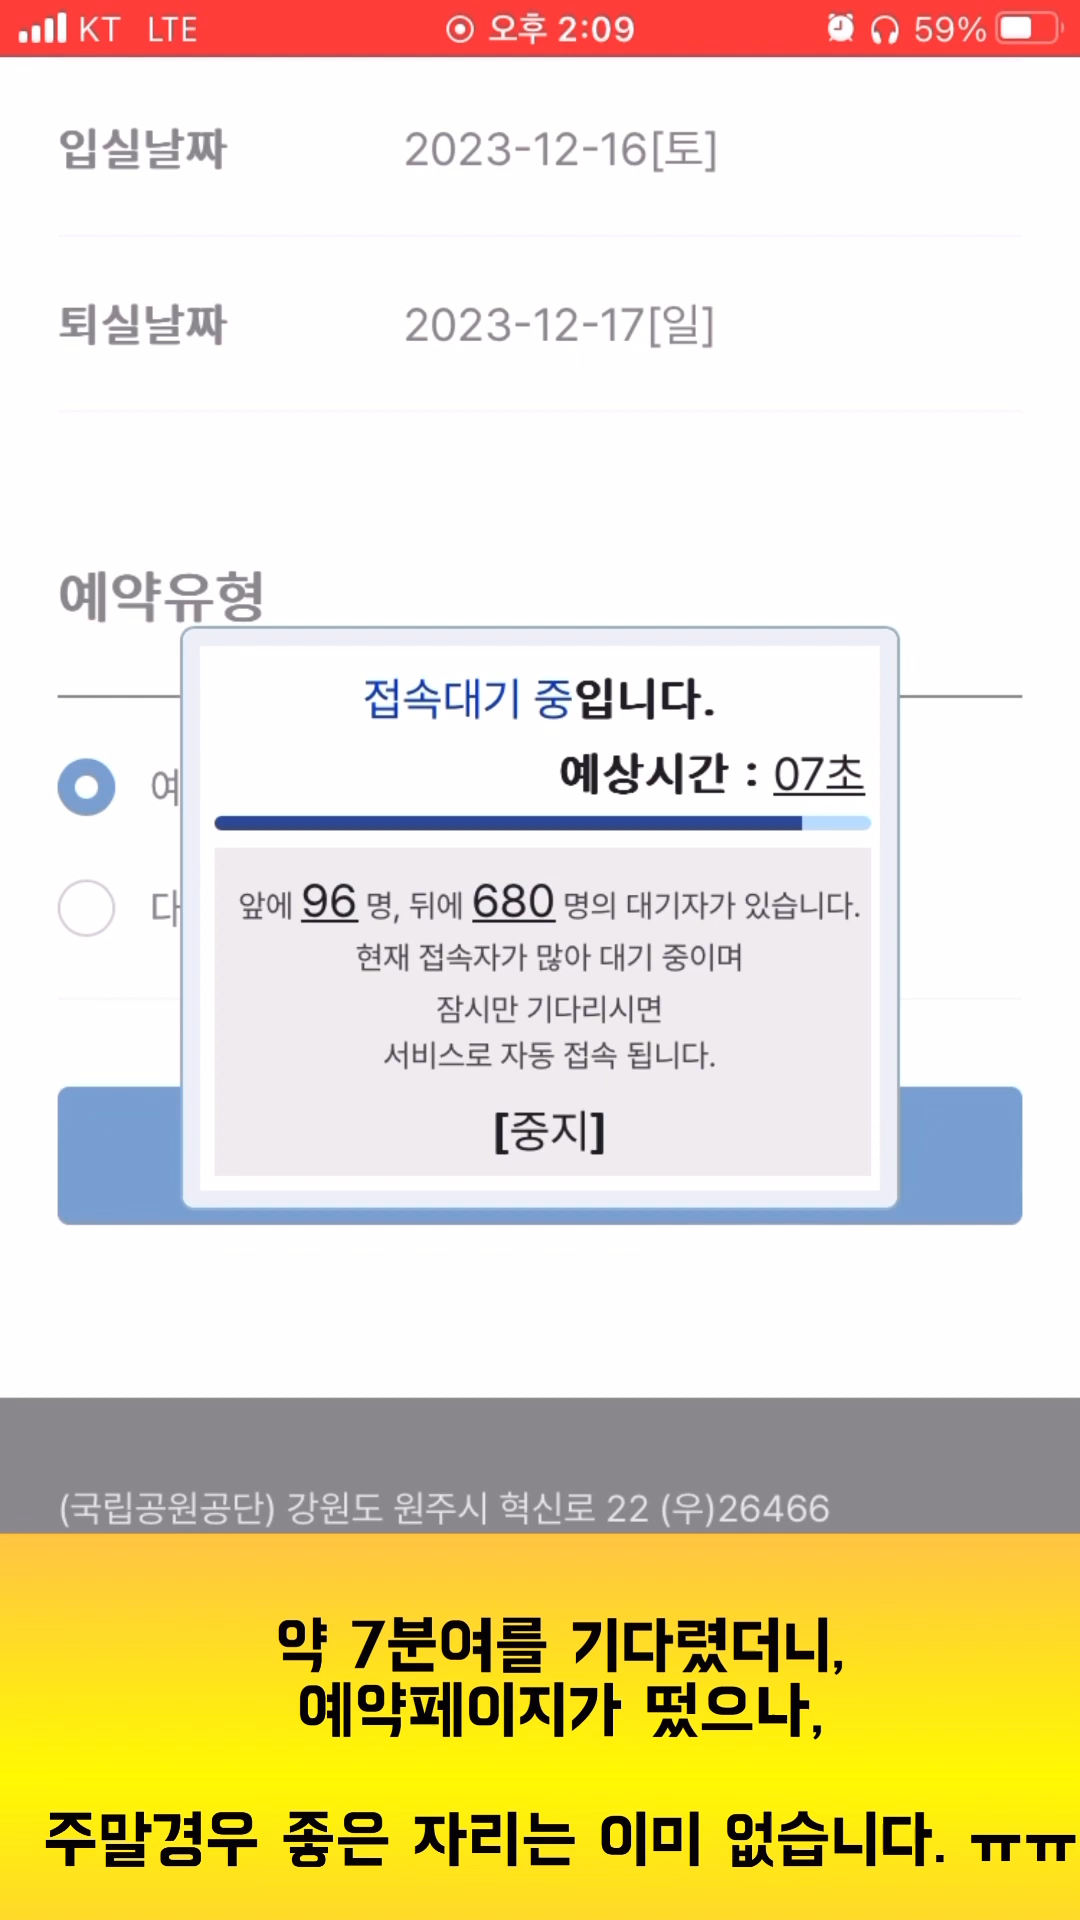 KT LTE 오후 2:09 59%
입실날짜 2023-12-16[토]
퇴실날짜 2023-12-17[일]
예약유형
접속대기 중입니다.
예상시간 : 07초
예
앞에 96 명, 뒤에 680 명의 대기자가 있습니다.
대
현재 접속자가 많아 대기 중이며
잠시만 기다리시면
서비스로 자동 접속 됩니다.
[중지]
(국립공원공단) 강원도 원주시 혁신로 22 (우)26466
약 7분여를 기다렸더니,
예약페이지가 떴으나,
주말경우 좋은 자리는 이미 없습니다. ㅠㅠ